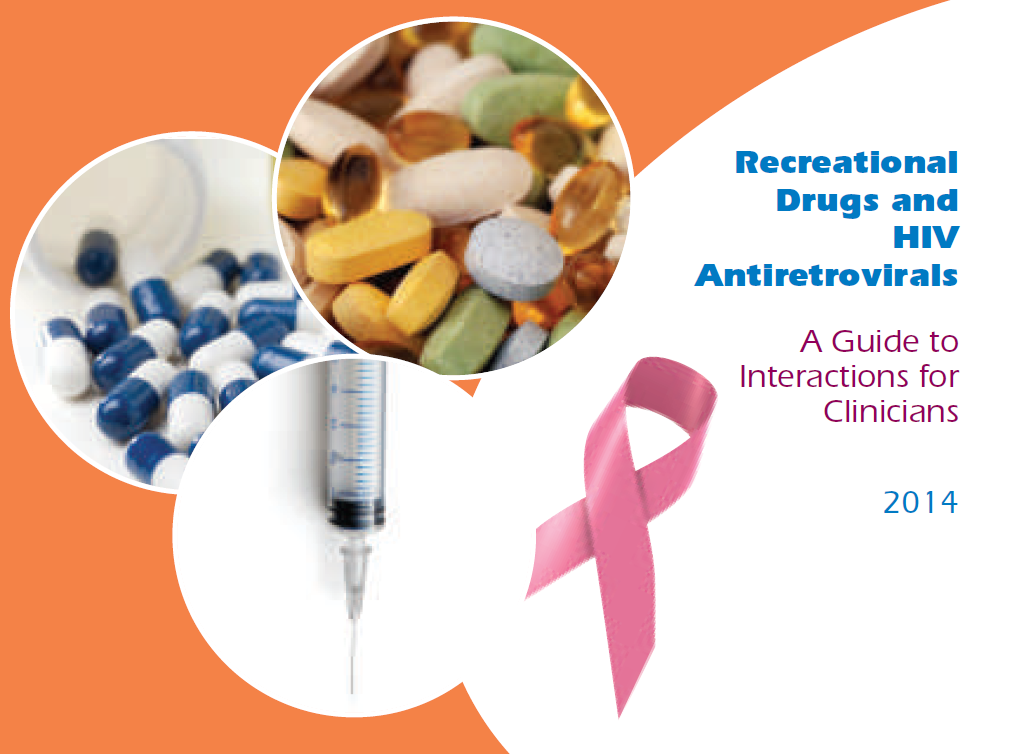 Recreational
Drugs and
HIV
Antiretrovirals
A Guide to
Interactions for
Clinicians
2014